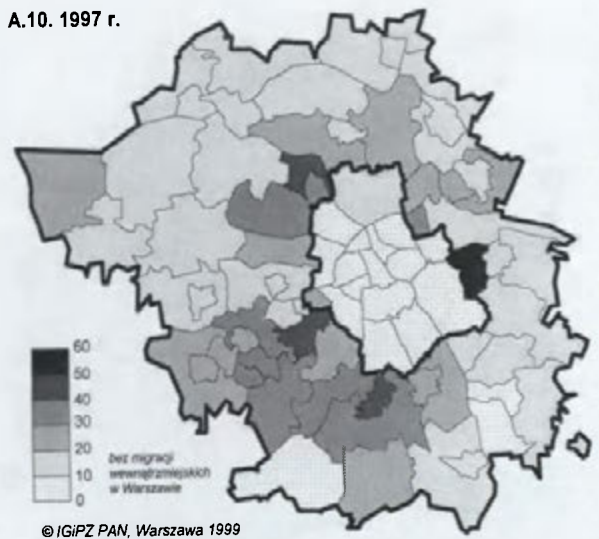 A.10. 1997 r.
60
50
40
30
20
10
0
bez migracji
wewnątrzmiejskich
w Warszawie
© IGiPZ PAN, Warszawa 1999